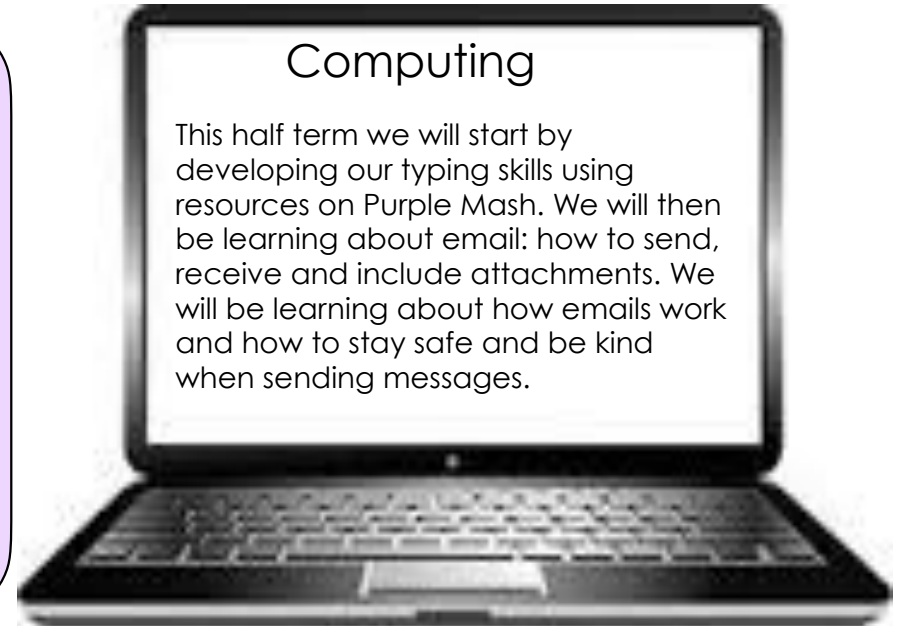 Computing
This half term we will start by
developing our typing skills using
resources on Purple Mash. We will then
be learning about email: how to send,
receive and include attachments. We
will be learning about how emails work
and how to stay safe and be kind
when sending messages.